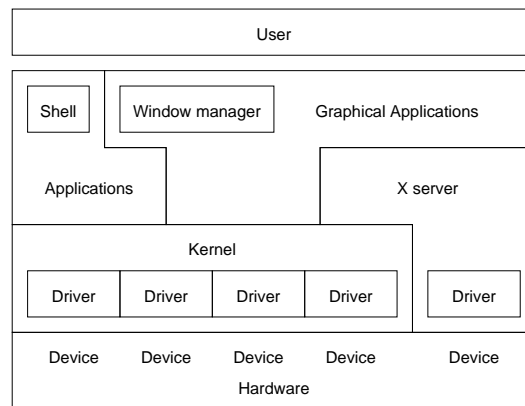 User
Shell Window manager Graphical Applications
Applications X server
Kernel
Driver Driver Driver Driver Driver
Device Device Device Device Device
Hardware